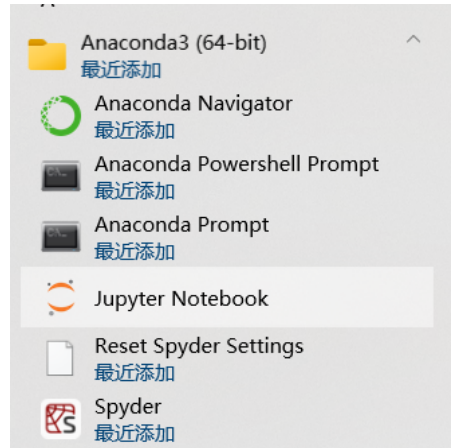 Anaconda3 (64-bit)
最近添加
Anaconda Navigator
最近添加
Anaconda Powershell Prompt
最近添加
Anaconda Prompt
最近添加
Jupyter Notebook
Reset Spyder Settings
最近添加
Spyder
最近添加